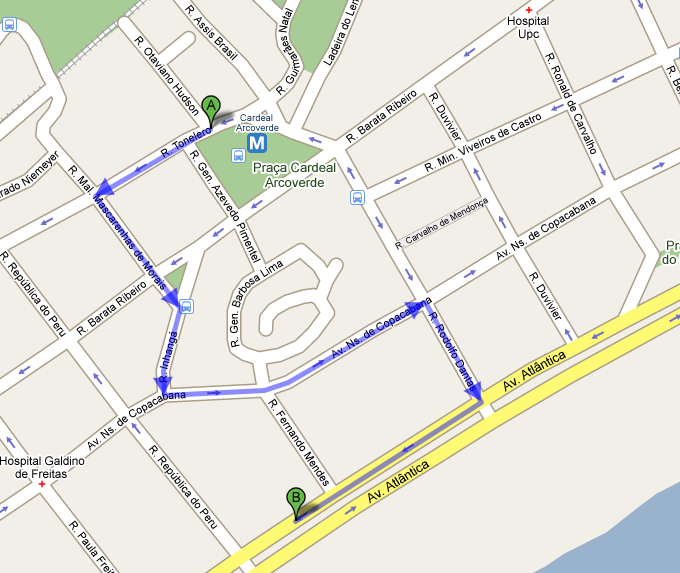 Hospital
Upc
R. Assis Brasil
R. Guimarães Natal
Ladeira do Lem
R. Otaviano Hudson
R. Ronald de Carvalho
R. Be
R. Barata Ribeiro
R. Duvivier
A
Cardeal
Arcoverde
M
R. Tonelero
R. Min. Viveiros de Castro
Praça Cardeal
Arcoverde
rado Niemeyer
R. Mal. Mascarenhas de Morais
R. Gen. Azevedo Pimentel
R. Carvalho de Mendonça
Av. Ns. de Copacabana
Pra
do
R. República do Peru
R. Barata Ribeiro
R. Gen. Barbosa Lima
R. Duvivier
R. Inhangá
Av. Ns. de Copacabana
R. Rodolfo Dantas
Av. Atlântica
Av. Ns. de Copacabana
R. Fernando Mendes
Hospital Galdino
de Freitas
R. República do Peru
Av. Atlântica
B
R. Paula Frei